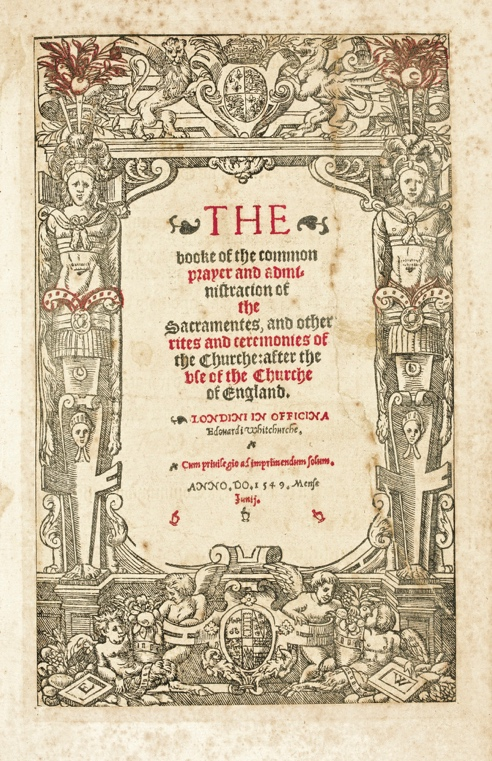 THE
booke of the common
prayer and admi-
nistracion of
the
Sacramentes, and other
rites and ceremonies of
the Churche: after the
vse of the Churche
of England.
LONDINI IN OFFICINA
Edouardi Whitchurche.
Cum priuilegio ad imprimendum solum.
ANNO. DO. 1549. Mense
Junij.
E W